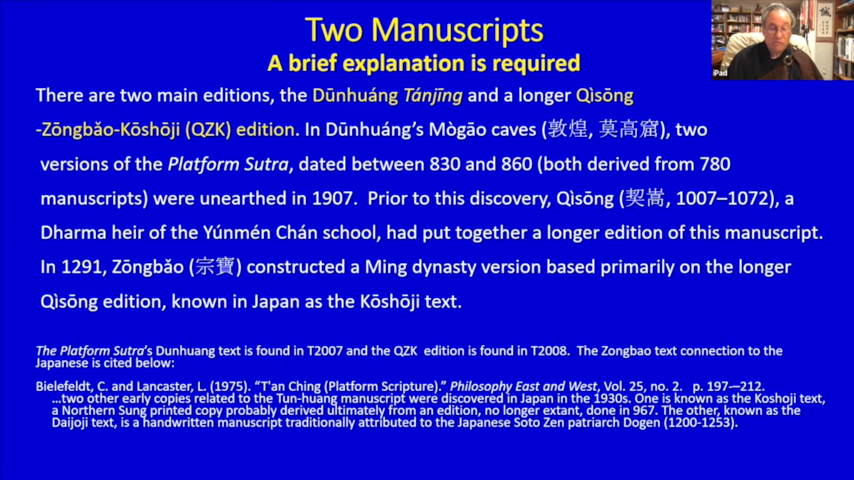 Two Manuscripts
A brief explanation is required
There are two main editions, the Dūnhuáng Tánjīng and a longer Qìsōng
-Zōngbǎo-Kōshōji (QZK) edition. In Dūnhuáng's Mògāo caves (敦煌, 莫高窟), two
versions of the Platform Sutra, dated between 830 and 860 (both derived from 780
manuscripts) were unearthed in 1907. Prior to this discovery, Qìsōng (契嵩, 1007–1072), a
Dharma heir of the Yúnmén Chán school, had put together a longer edition of this manuscript.
In 1291, Zōngbǎo (宗寶) constructed a Ming dynasty version based primarily on the longer
Qìsōng edition, known in Japan as the Kōshōji text.
The Platform Sutra's Dunhuang text is found in T2007 and the QZK edition is found in T2008. The Zongbao text connection to the
Japanese is cited below:
Bielefeldt, C. and Lancaster, L. (1975). "T'an Ching (Platform Scripture)." Philosophy East and West, Vol. 25, no. 2. p. 197-–212.
…two other early copies related to the Tun-huang manuscript were discovered in Japan in the 1930s. One is known as the Koshoji text,
a Northern Sung printed copy probably derived ultimately from an edition, no longer extant, done in 967. The other, known as the
Daijoji text, is a handwritten manuscript traditionally attributed to the Japanese Soto Zen patriarch Dogen (1200-1253).
iPad
誠